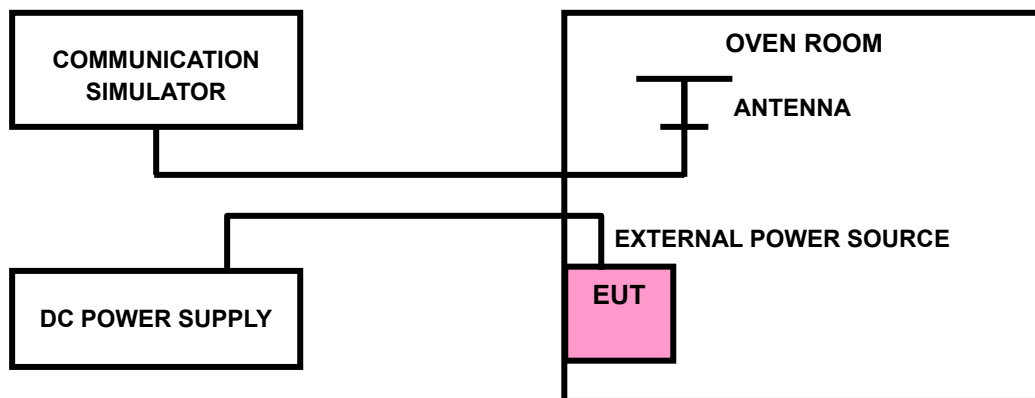 COMMUNICATION
SIMULATOR
OVEN ROOM
ANTENNA
EXTERNAL POWER SOURCE
EUT
DC POWER SUPPLY